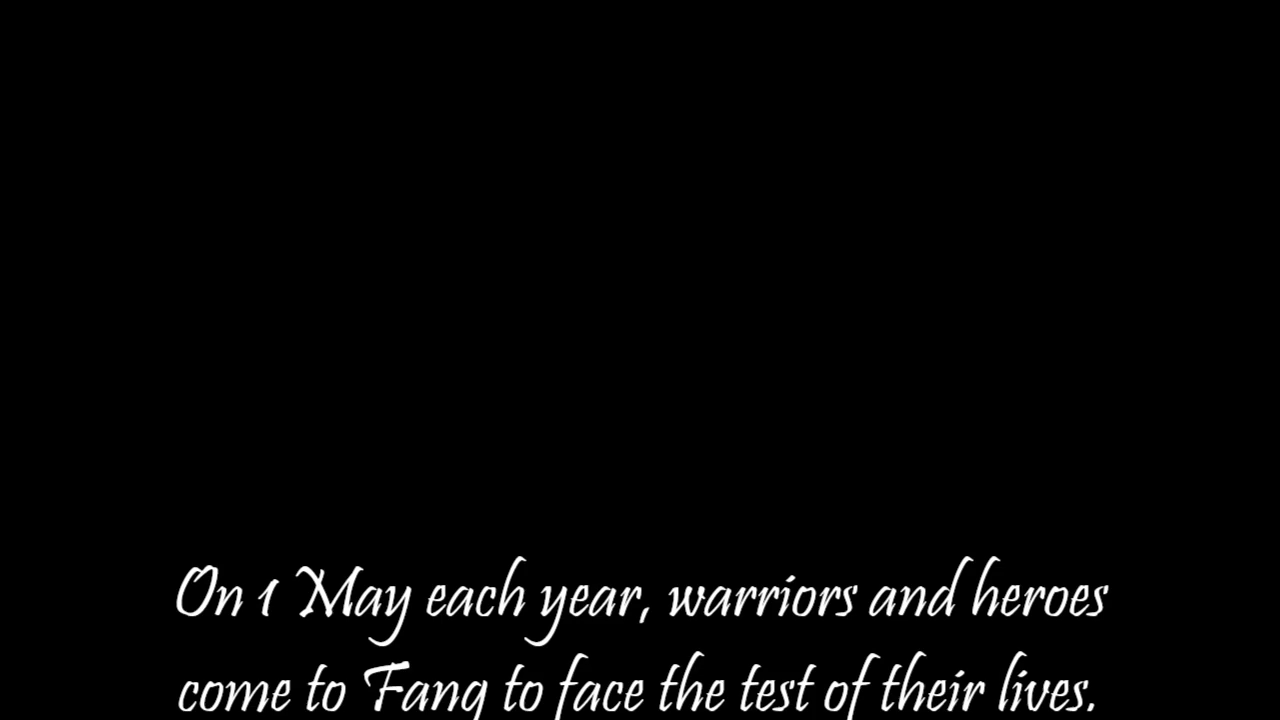 On 1 May each year, warriors and heroes
come to Fang to face the test of their lives.